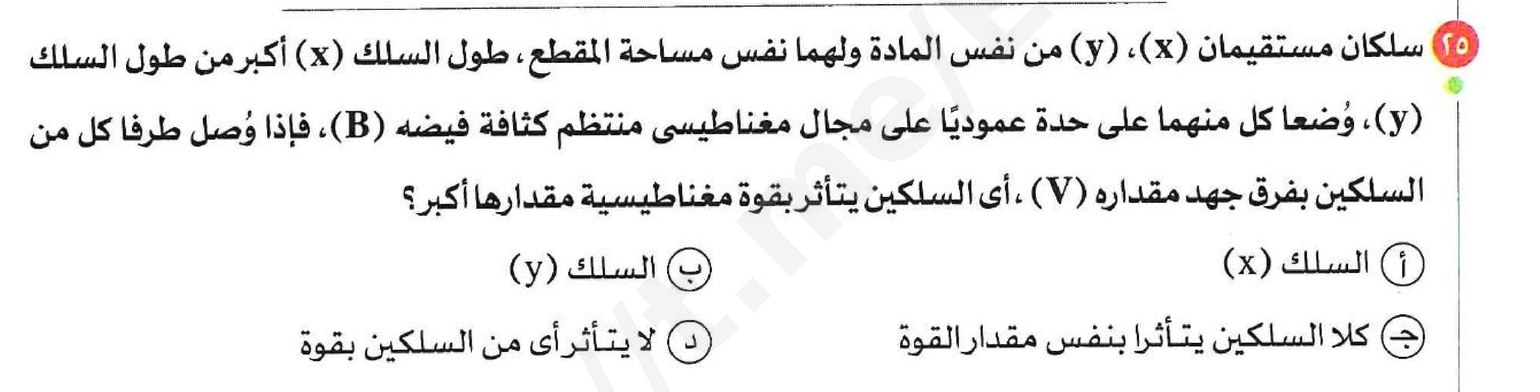 ٢٥ سلكان مستقيمان (x)، (y) من نفس المادة ولهما نفس مساحة المقطع، طول السلك (x) أكبر من طول السلك
(y)، وُضعا كل منهما على حدة عموديًا على مجال مغناطيسى منتظم كثافة فيضه (B)، فإذا وُصل طرفا كل من
السلكين بفرق جهد مقداره (V)، أى السلكين يتأثر بقوة مغناطيسية مقدارها أكبر؟
أ السلك (x) ب السلك (y)
ج كلا السلكين يتأثرا بنفس مقدار القوة د لا يتأثر أى من السلكين بقوة
//t.me/